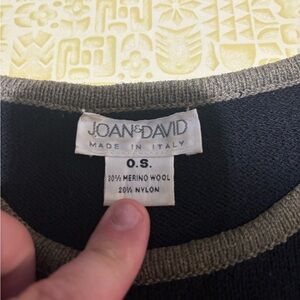 JOAN & DAVID
MADE IN ITALY
O.S.
80% MERINO WOOL
20% NYLON